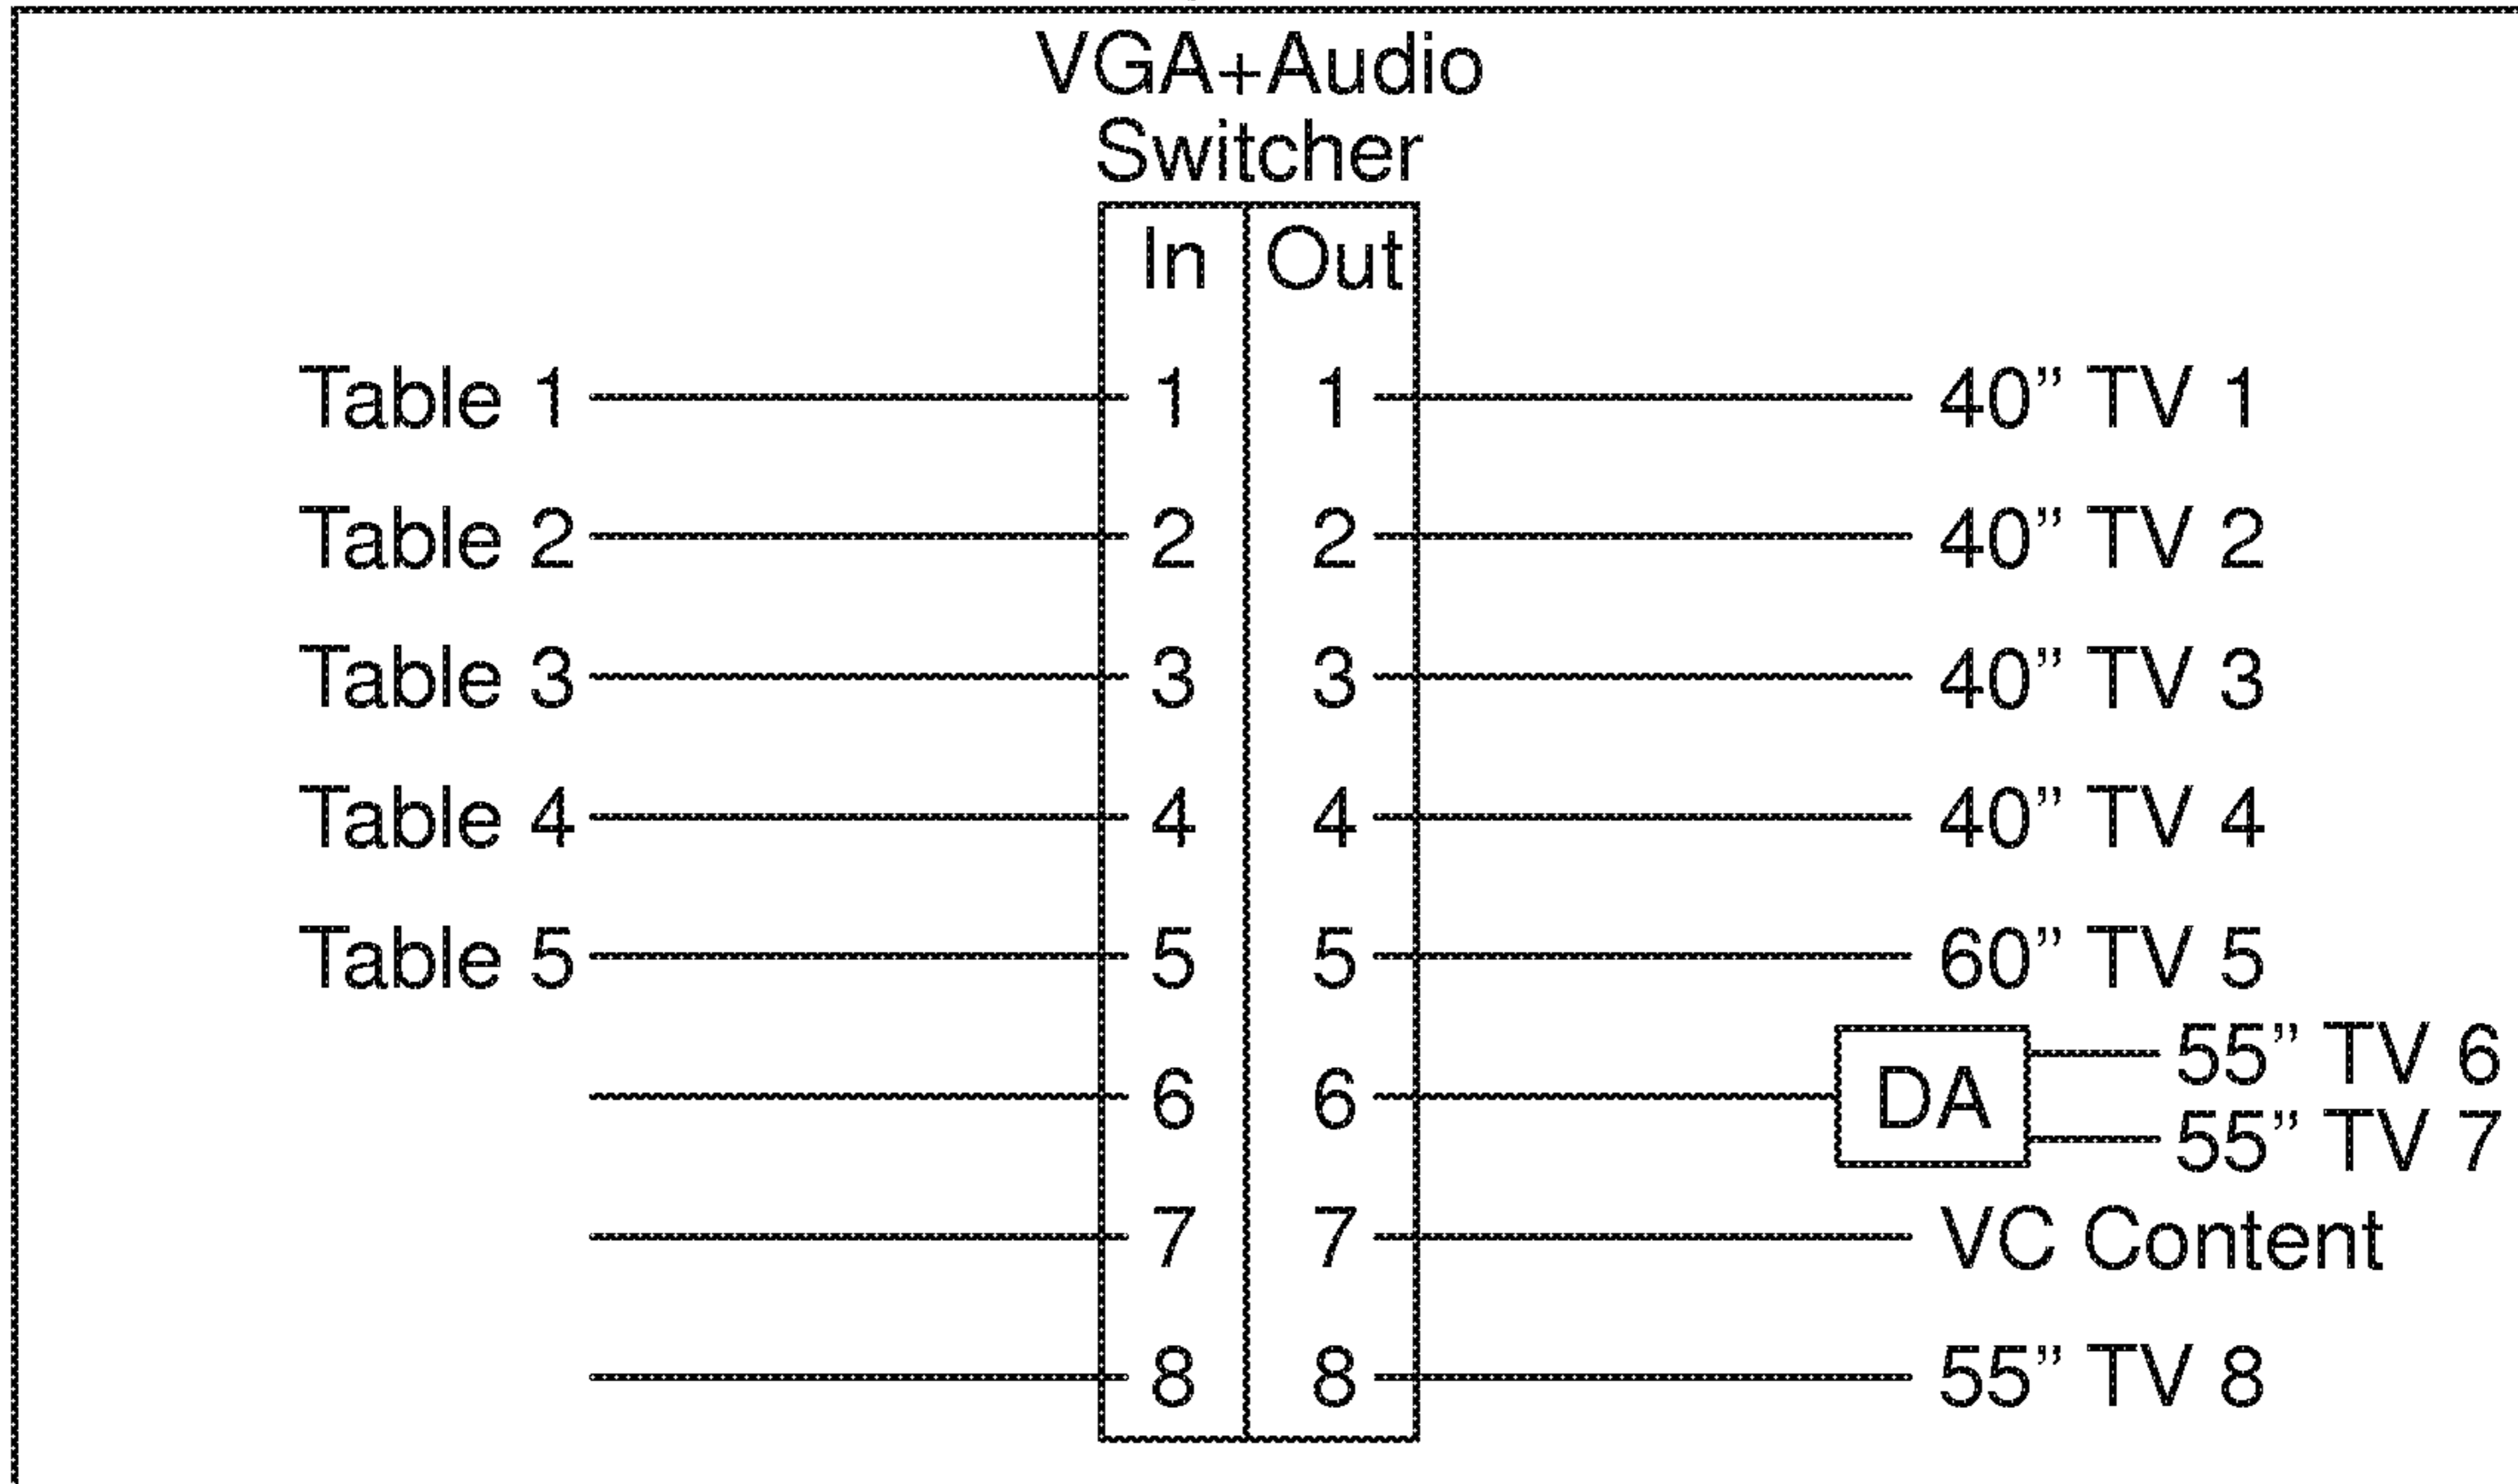 VGA+Audio
Switcher
In Out
Table 1 1 1 40” TV 1
Table 2 2 2 40” TV 2
Table 3 3 3 40” TV 3
Table 4 4 4 40” TV 4
Table 5 5 5 60” TV 5
55” TV 6
6 6 DA
55” TV 7
7 7 VC Content
8 8 55” TV 8